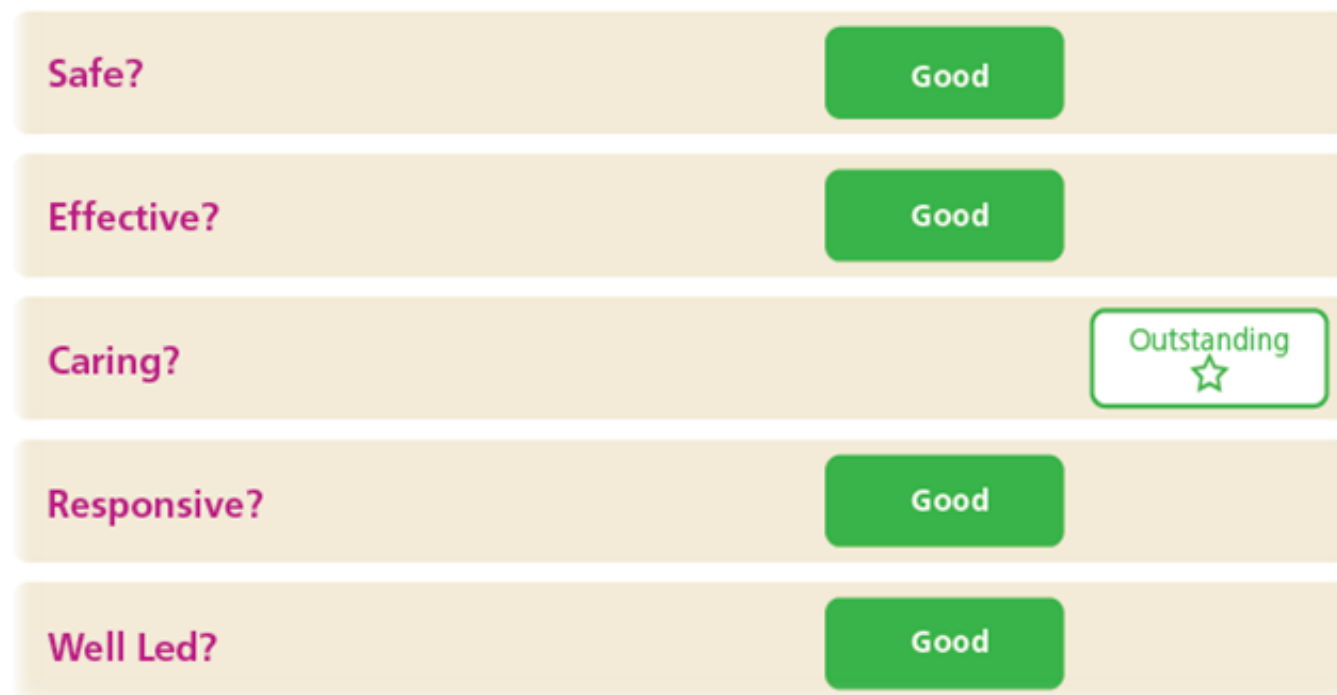 Safe?
Good
Effective?
Good
Caring?
Outstanding
Responsive?
Good
Well Led?
Good